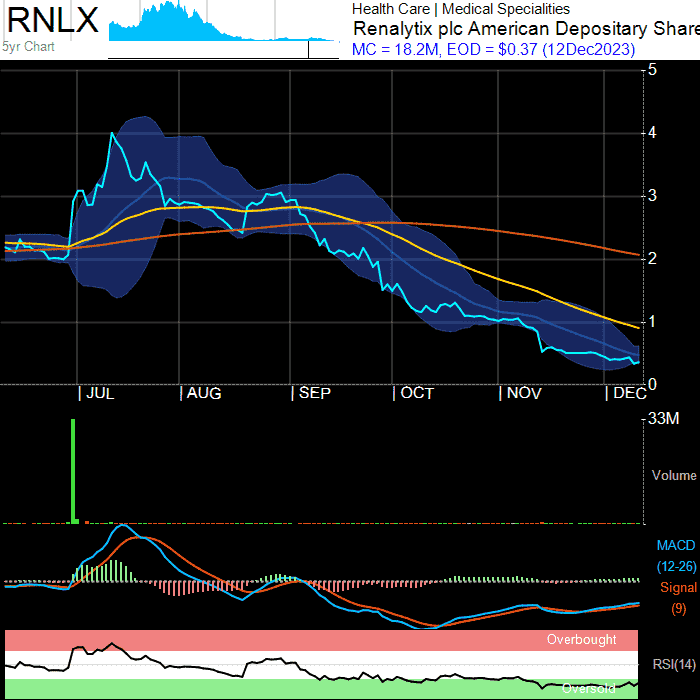 RNLX
5yr Chart
Health Care | Medical Specialities
Renalytix plc American Depositary Share
MC = 18.2M, EOD = $0.37 (12Dec2023)
5
4
3
2
1
0
JUL
AUG
SEP
OCT
NOV
DEC
33M
Volume
MACD
(12-26)
Signal
(9)
Overbought
RSI(14)
Oversold